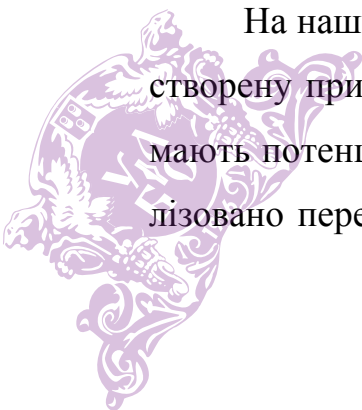 На наш
створену при
мають потенц
лізовано пере